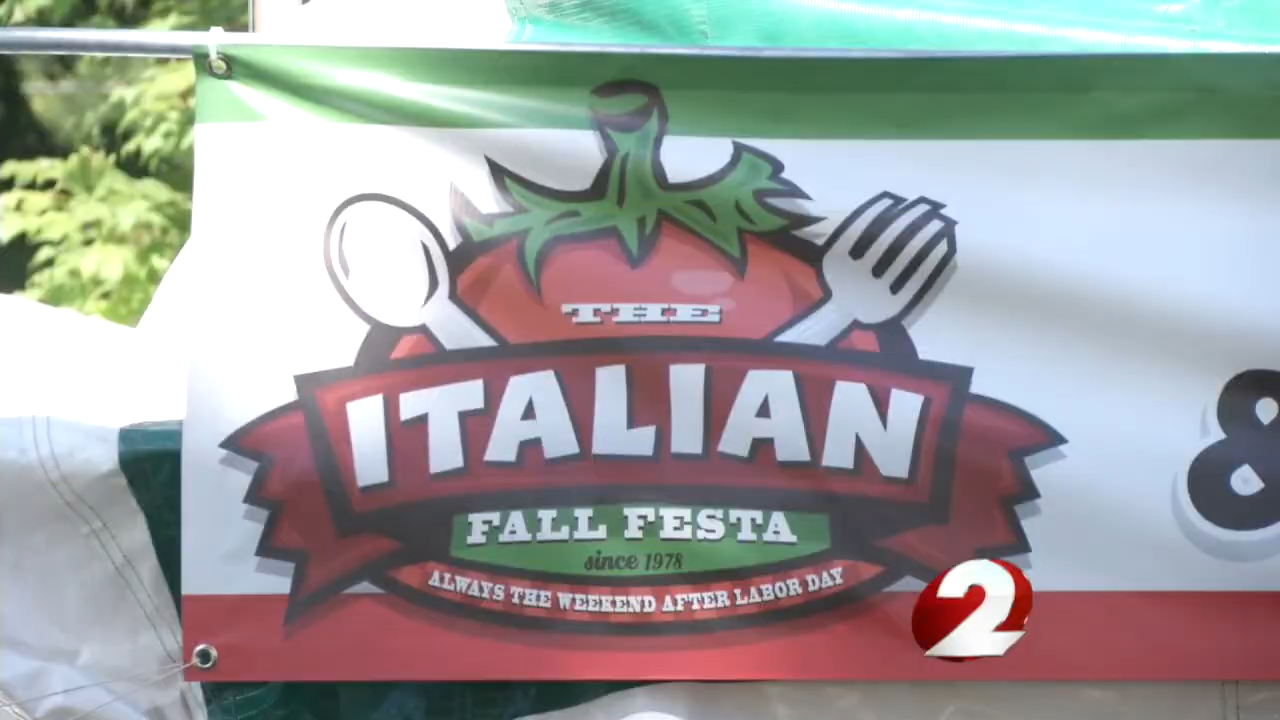 THE
ITALIAN
FALL FESTA
since 1978
ALWAYS THE WEEKEND AFTER LABOR DAY
&
2